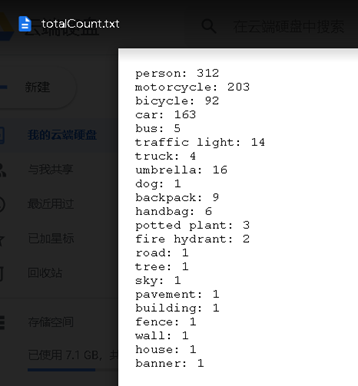 totalCount.txt
云端硬盘
在云端硬盘中搜索
新建
我的云端硬盘
与我共享
最近用过
已加星标
回收站
存储空间
已使用 7.1 GB，共
person: 312
motorcycle: 203
bicycle: 92
car: 163
bus: 5
traffic light: 14
truck: 4
umbrella: 16
dog: 1
backpack: 9
handbag: 6
potted plant: 3
fire hydrant: 2
road: 1
tree: 1
sky: 1
pavement: 1
building: 1
fence: 1
wall: 1
house: 1
banner: 1